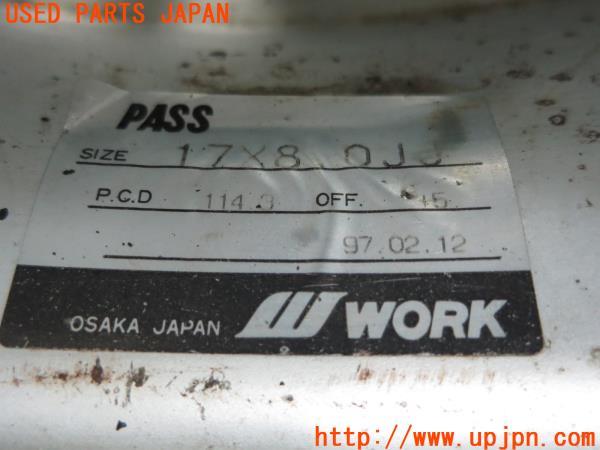 USED PARTS JAPAN
PASS
SIZE 17X8.0JJ
P.C.D 114.3 OFF.
97.02.12
OSAKA JAPAN WORK
http://www.upjpn.com